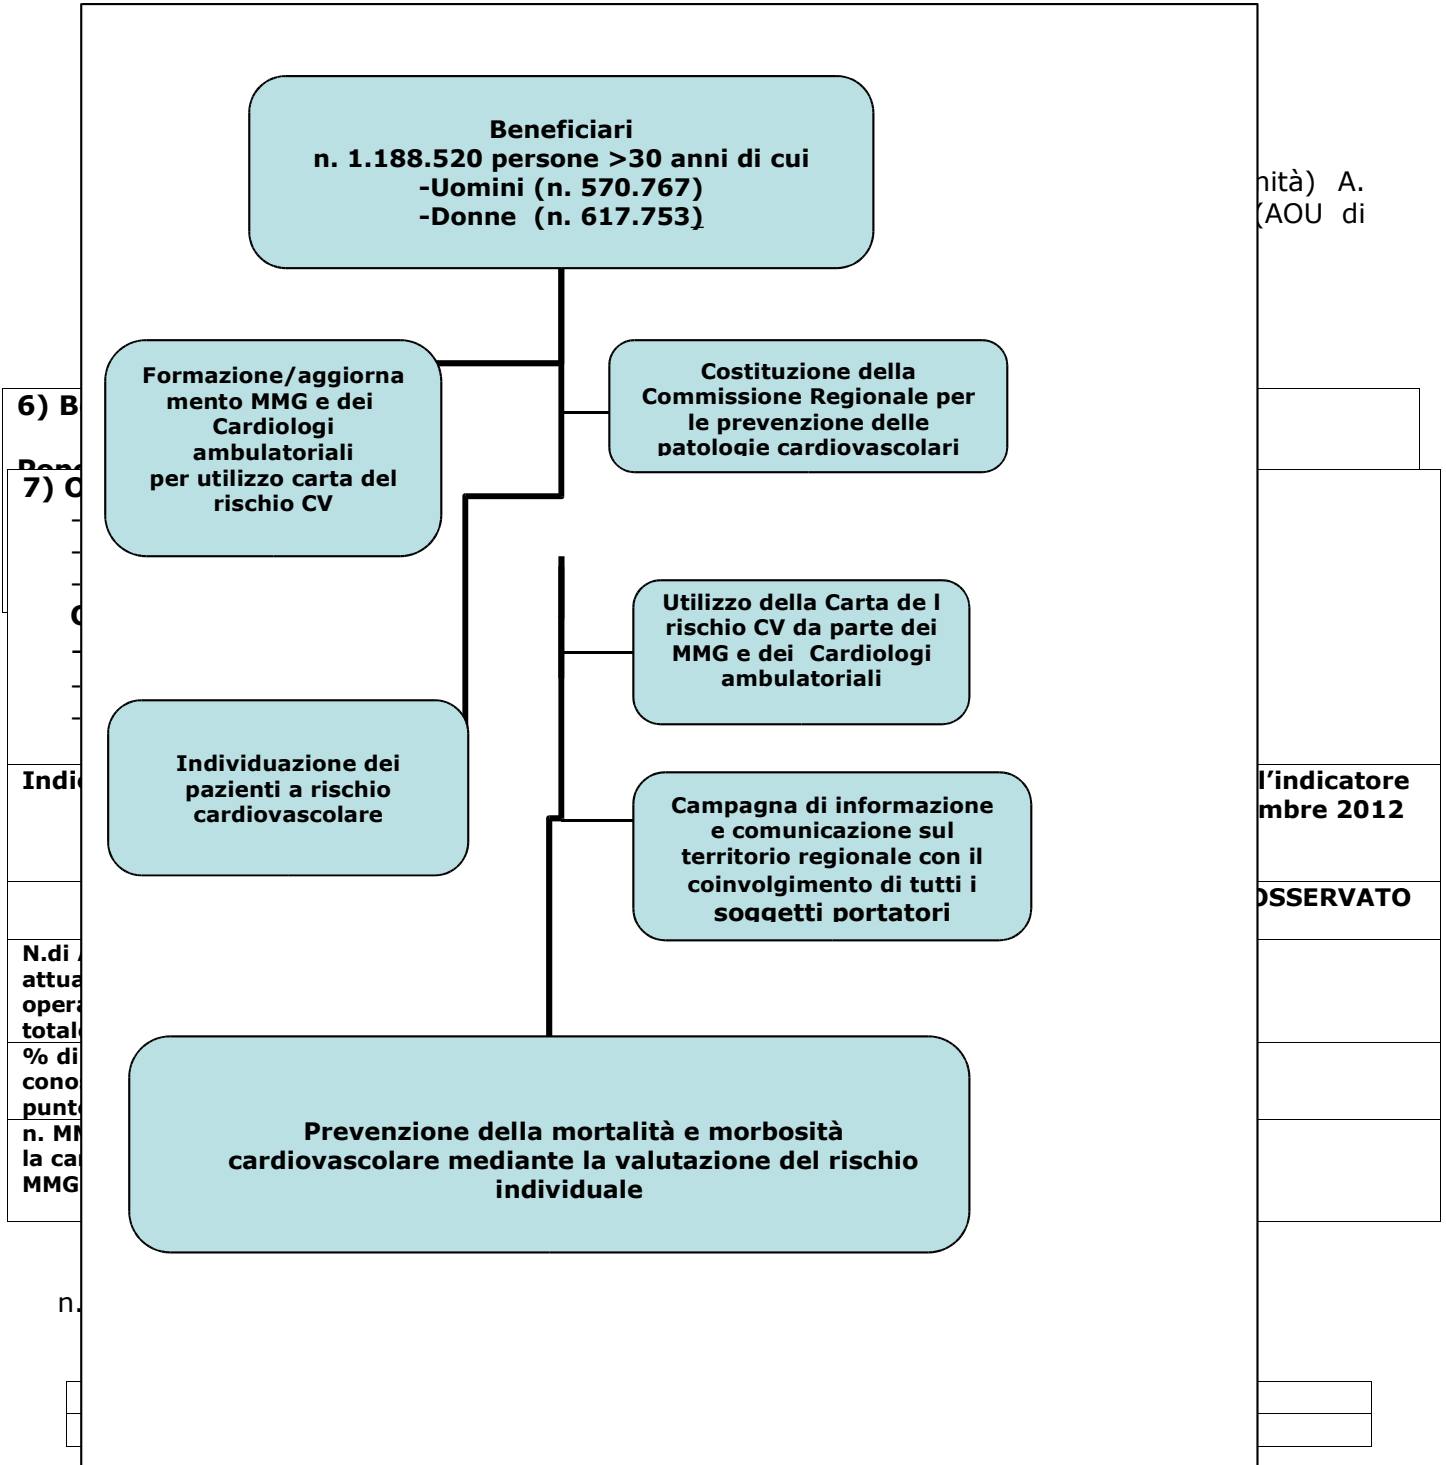 Beneficiari
n. 1.188.520 persone >30 anni di cui
-Uomini (n. 570.767)
-Donne (n. 617.753)
nità) A.
(AOU di
Formazione/aggiorna
mento MMG e dei
Cardiologi
ambulatoriali
per utilizzo carta del
rischio CV
Costituzione della
Commissione Regionale per
le prevenzione delle
patologie cardiovascolari
6) B
7) O
-
-
-
-
-
-
Utilizzo della Carta de l
rischio CV da parte dei
MMG e dei Cardiologi
ambulatoriali
Individuazione dei
pazienti a rischio
cardiovascolare
Campagna di informazione
e comunicazione sul
territorio regionale con il
coinvolgimento di tutti i
soggetti portatori
Indi
l'indicatore
mbre 2012
OSSERVATO
N.di
attua
opera
total
% di
cono
punt
n. MM
la ca
MMG
Prevenzione della mortalità e morbosità
cardiovascolare mediante la valutazione del rischio
individuale
n.